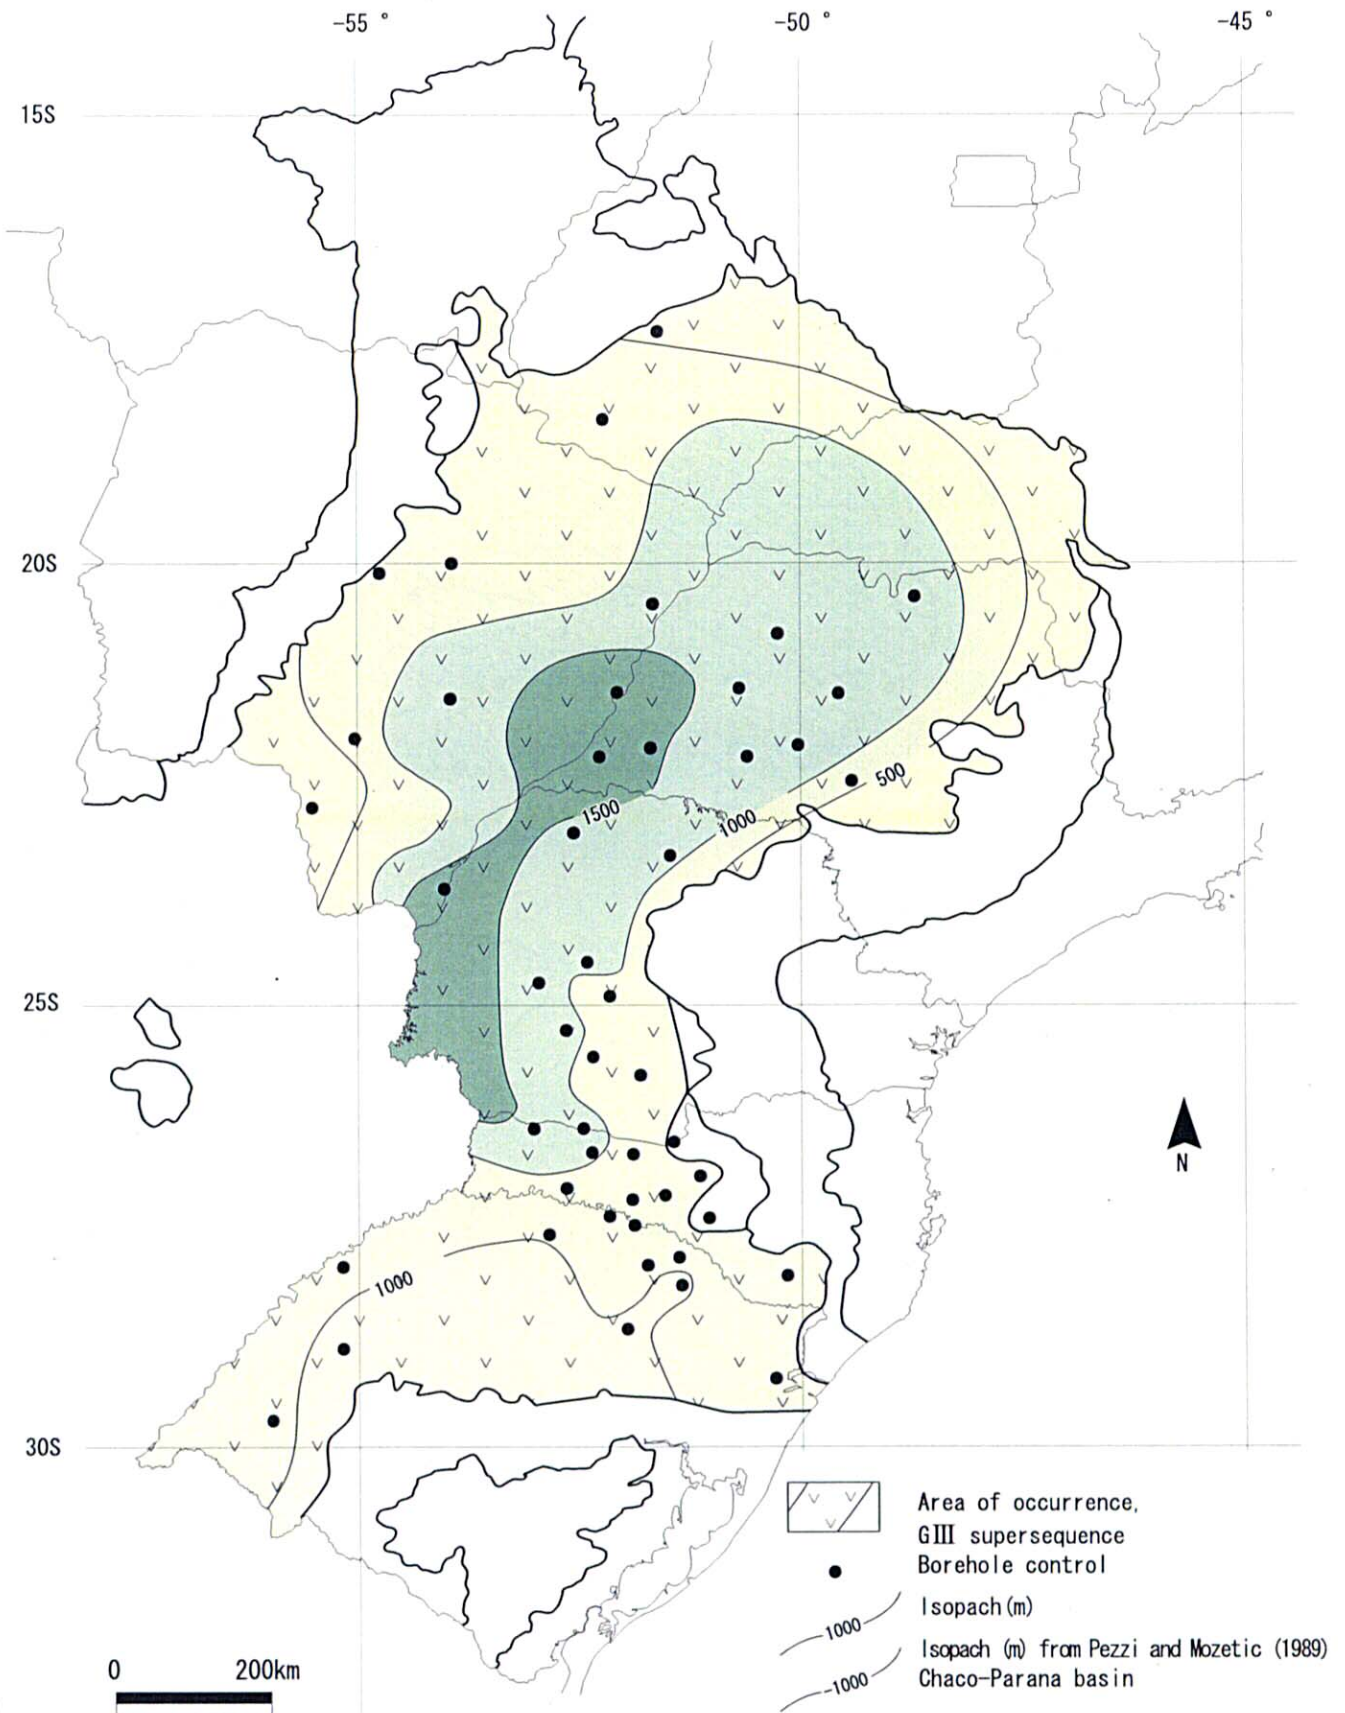 -55 °
-50 °
-45 °
15S
20S
500
1500
1000
25S
N
1000
30S
Area of occurrence,
GⅢ supersequence
Borehole control
Isopach(m)
1000
Isopach (m) from Pezzi and Mozetic (1989)
Chaco-Parana basin
-1000
0
200km